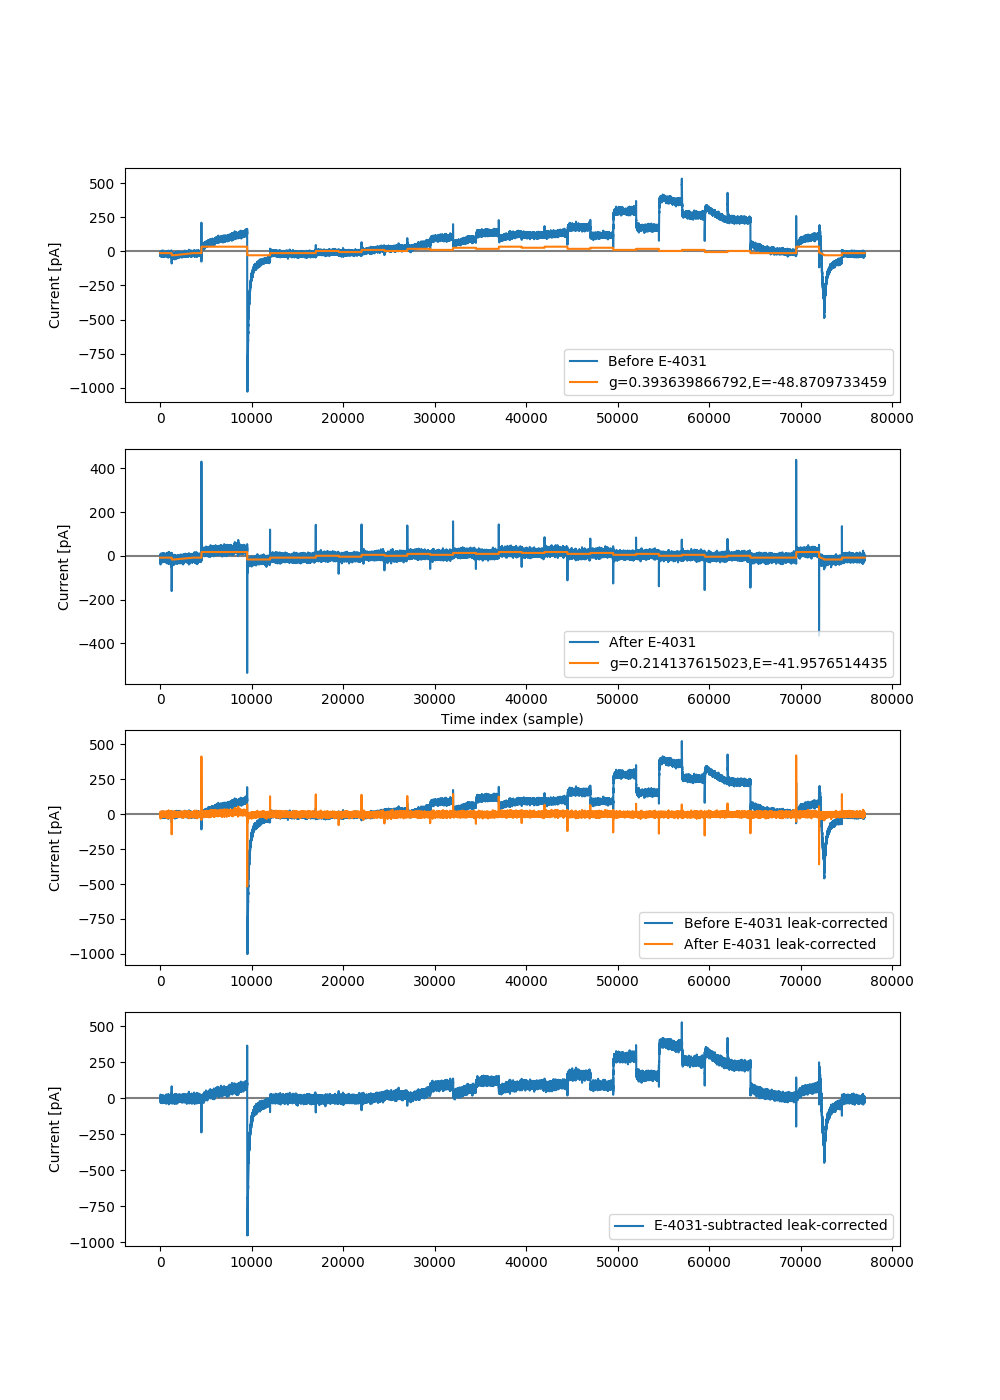 500
250
0
−250
−500
−750
−1000
Current [pA]
Before E-4031
g=0.393639866792,E=-48.8709733459
0 10000 20000 30000 40000 50000 60000 70000 80000
400
200
0
−200
−400
Current [pA]
After E-4031
g=0.214137615023,E=-41.9576514435
0 10000 20000 30000 40000 50000 60000 70000 80000
Time index (sample)
500
250
0
−250
−500
−750
−1000
Current [pA]
Before E-4031 leak-corrected
After E-4031 leak-corrected
0 10000 20000 30000 40000 50000 60000 70000 80000
500
250
0
−250
−500
−750
−1000
Current [pA]
E-4031-subtracted leak-corrected
0 10000 20000 30000 40000 50000 60000 70000 80000